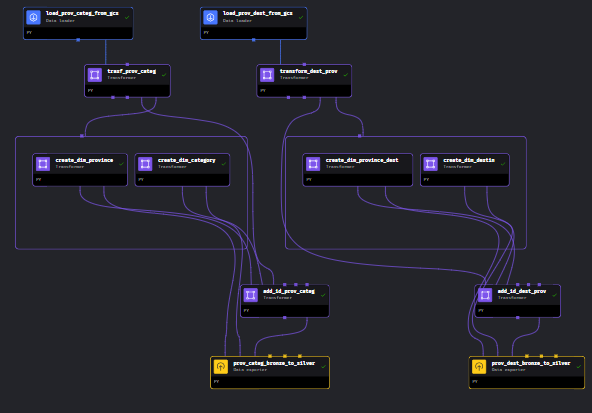 load_prov_categ_from_gcs
Data loader
PY
load_prov_dest_from_gcs
Data loader
PY
trasf_prov_categ
Transformer
PY
transform_dest_prov
Transformer
PY
create_dim_province
Transformer
PY
create_dim_category
Transformer
PY
create_dim_province_dest
Transformer
PY
create_dim_destin
Transformer
PY
add_id_prov_categ
Transformer
PY
add_id_dest_prov
Transformer
PY
prov_categ_bronze_to_silver
Data exporter
PY
prov_dest_bronze_to_silver
Data exporter
PY